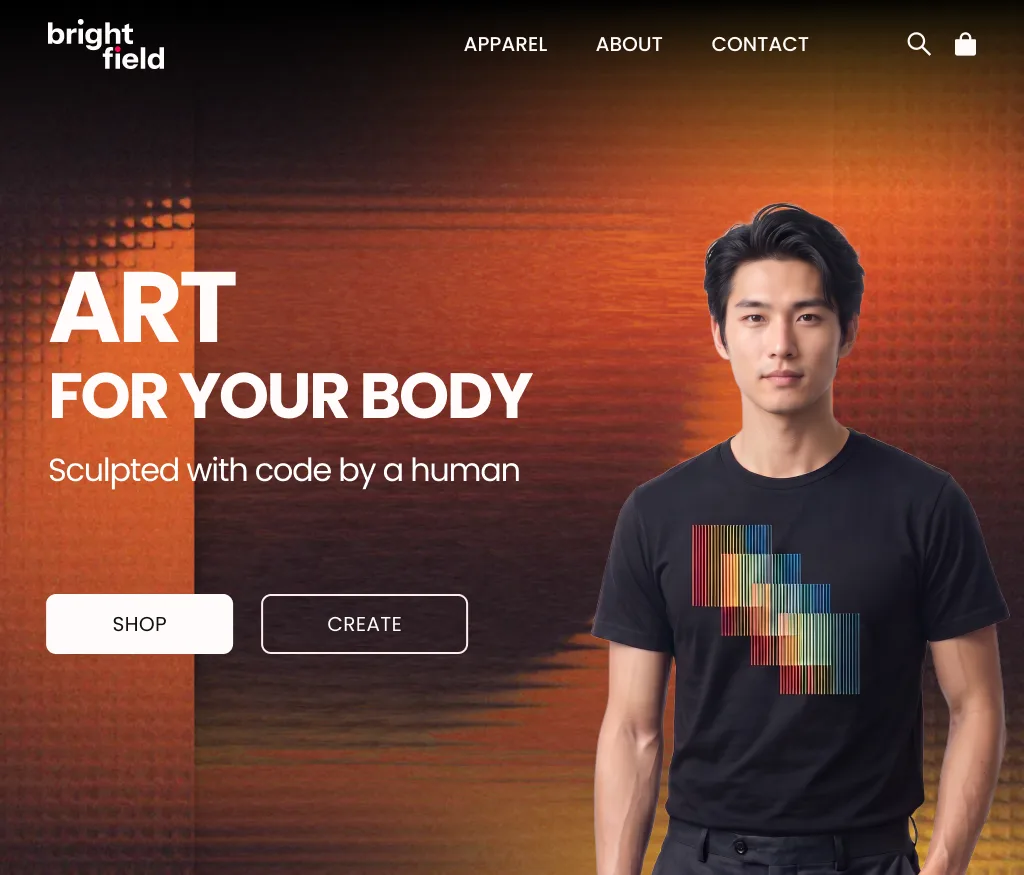 bright
field
APPAREL ABOUT CONTACT
ART
FOR YOUR BODY
Sculpted with code by a human
SHOP CREATE